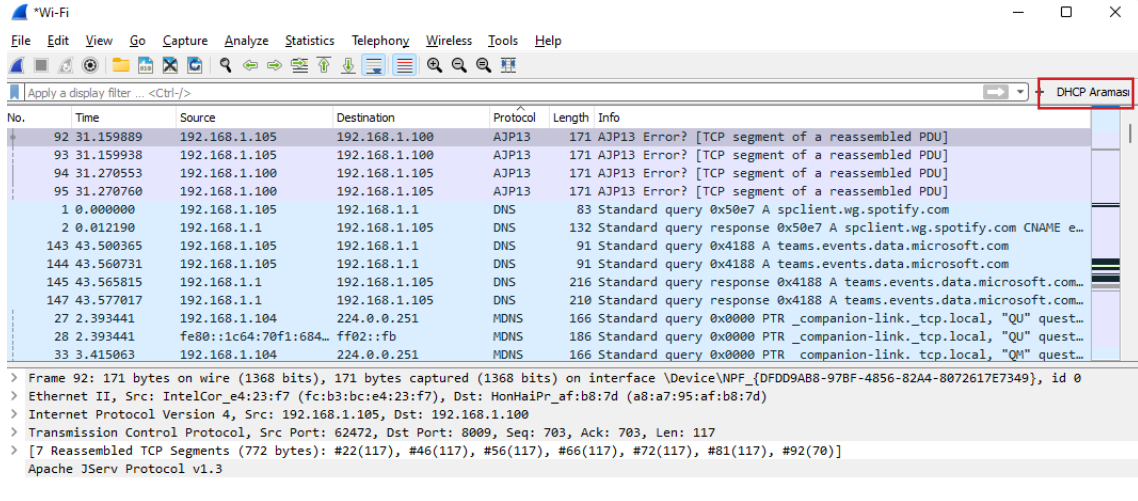 *Wi-Fi
File Edit View Go Capture Analyze Statistics Telephony Wireless Tools Help
Apply a display filter ... <Ctrl-/> + DHCP Araması
No. Time Source Destination Protocol Length Info
92 31.159889 192.168.1.105 192.168.1.100 AJP13 171 AJP13 Error? [TCP segment of a reassembled PDU]
93 31.159938 192.168.1.105 192.168.1.100 AJP13 171 AJP13 Error? [TCP segment of a reassembled PDU]
94 31.270553 192.168.1.100 192.168.1.105 AJP13 171 AJP13 Error? [TCP segment of a reassembled PDU]
95 31.270760 192.168.1.100 192.168.1.105 AJP13 171 AJP13 Error? [TCP segment of a reassembled PDU]
1 0.000000 192.168.1.105 192.168.1.1 DNS 83 Standard query 0x50e7 A spclient.wg.spotify.com
2 0.012190 192.168.1.1 192.168.1.105 DNS 132 Standard query response 0x50e7 A spclient.wg.spotify.com CNAME e…
143 43.500365 192.168.1.105 192.168.1.1 DNS 91 Standard query 0x4188 A teams.events.data.microsoft.com
144 43.560731 192.168.1.105 192.168.1.1 DNS 91 Standard query 0x4188 A teams.events.data.microsoft.com
145 43.565815 192.168.1.1 192.168.1.105 DNS 216 Standard query response 0x4188 A teams.events.data.microsoft.com…
147 43.577017 192.168.1.1 192.168.1.105 DNS 210 Standard query response 0x4188 A teams.events.data.microsoft.com…
27 2.393441 192.168.1.104 224.0.0.251 MDNS 166 Standard query 0x0000 PTR _companion-link._tcp.local, "QU" quest…
28 2.393441 fe80::1c64:70f1:684… ff02::fb MDNS 186 Standard query 0x0000 PTR _companion-link._tcp.local, "QU" quest…
33 3.415063 192.168.1.104 224.0.0.251 MDNS 166 Standard query 0x0000 PTR _companion-link._tcp.local, "QM" quest…
> Frame 92: 171 bytes on wire (1368 bits), 171 bytes captured (1368 bits) on interface \Device\NPF_{DFDD9AB8-97BF-4856-82A4-8072617E7349}, id 0
> Ethernet II, Src: IntelCor_e4:23:f7 (fc:b3:bc:e4:23:f7), Dst: HonHaiPr_af:b8:7d (a8:a7:95:af:b8:7d)
> Internet Protocol Version 4, Src: 192.168.1.105, Dst: 192.168.1.100
> Transmission Control Protocol, Src Port: 62472, Dst Port: 8009, Seq: 703, Ack: 703, Len: 117
> [7 Reassembled TCP Segments (772 bytes): #22(117), #46(117), #56(117), #66(117), #72(117), #81(117), #92(70)]
Apache JServ Protocol v1.3